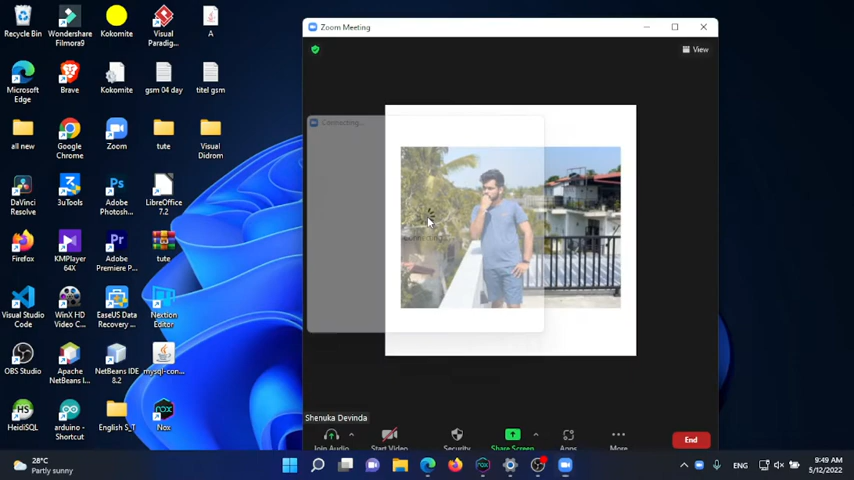 Recycle Bin
Wondershare Filmora9
Kokomite
Visual Paradig...
A
Microsoft Edge
Brave
Kokomite
gsm 04 day
titel gsm
all new
Google Chrome
Zoom
tute
Visual Didrom
DaVinci Resolve
3uTools
Adobe Photosh...
LibreOffice 7.2
Firefox
KMPlayer 64X
Adobe Premiere P...
tute
Visual Studio Code
WinX HD Video C...
EaseUS Data Recovery ...
Nextion Editor
OBS Studio
Apache NetBeans I...
NetBeans IDE 8.2
mysql-con...
HeidiSQL
arduino - Shortcut
English S_T
Nox
Zoom Meeting
View
Connecting...
Shenuka Devinda
Join Audio
Start Video
Security
Share Screen
Apps
More
End
28°C
Partly sunny
ENG
9:49 AM
5/12/2022